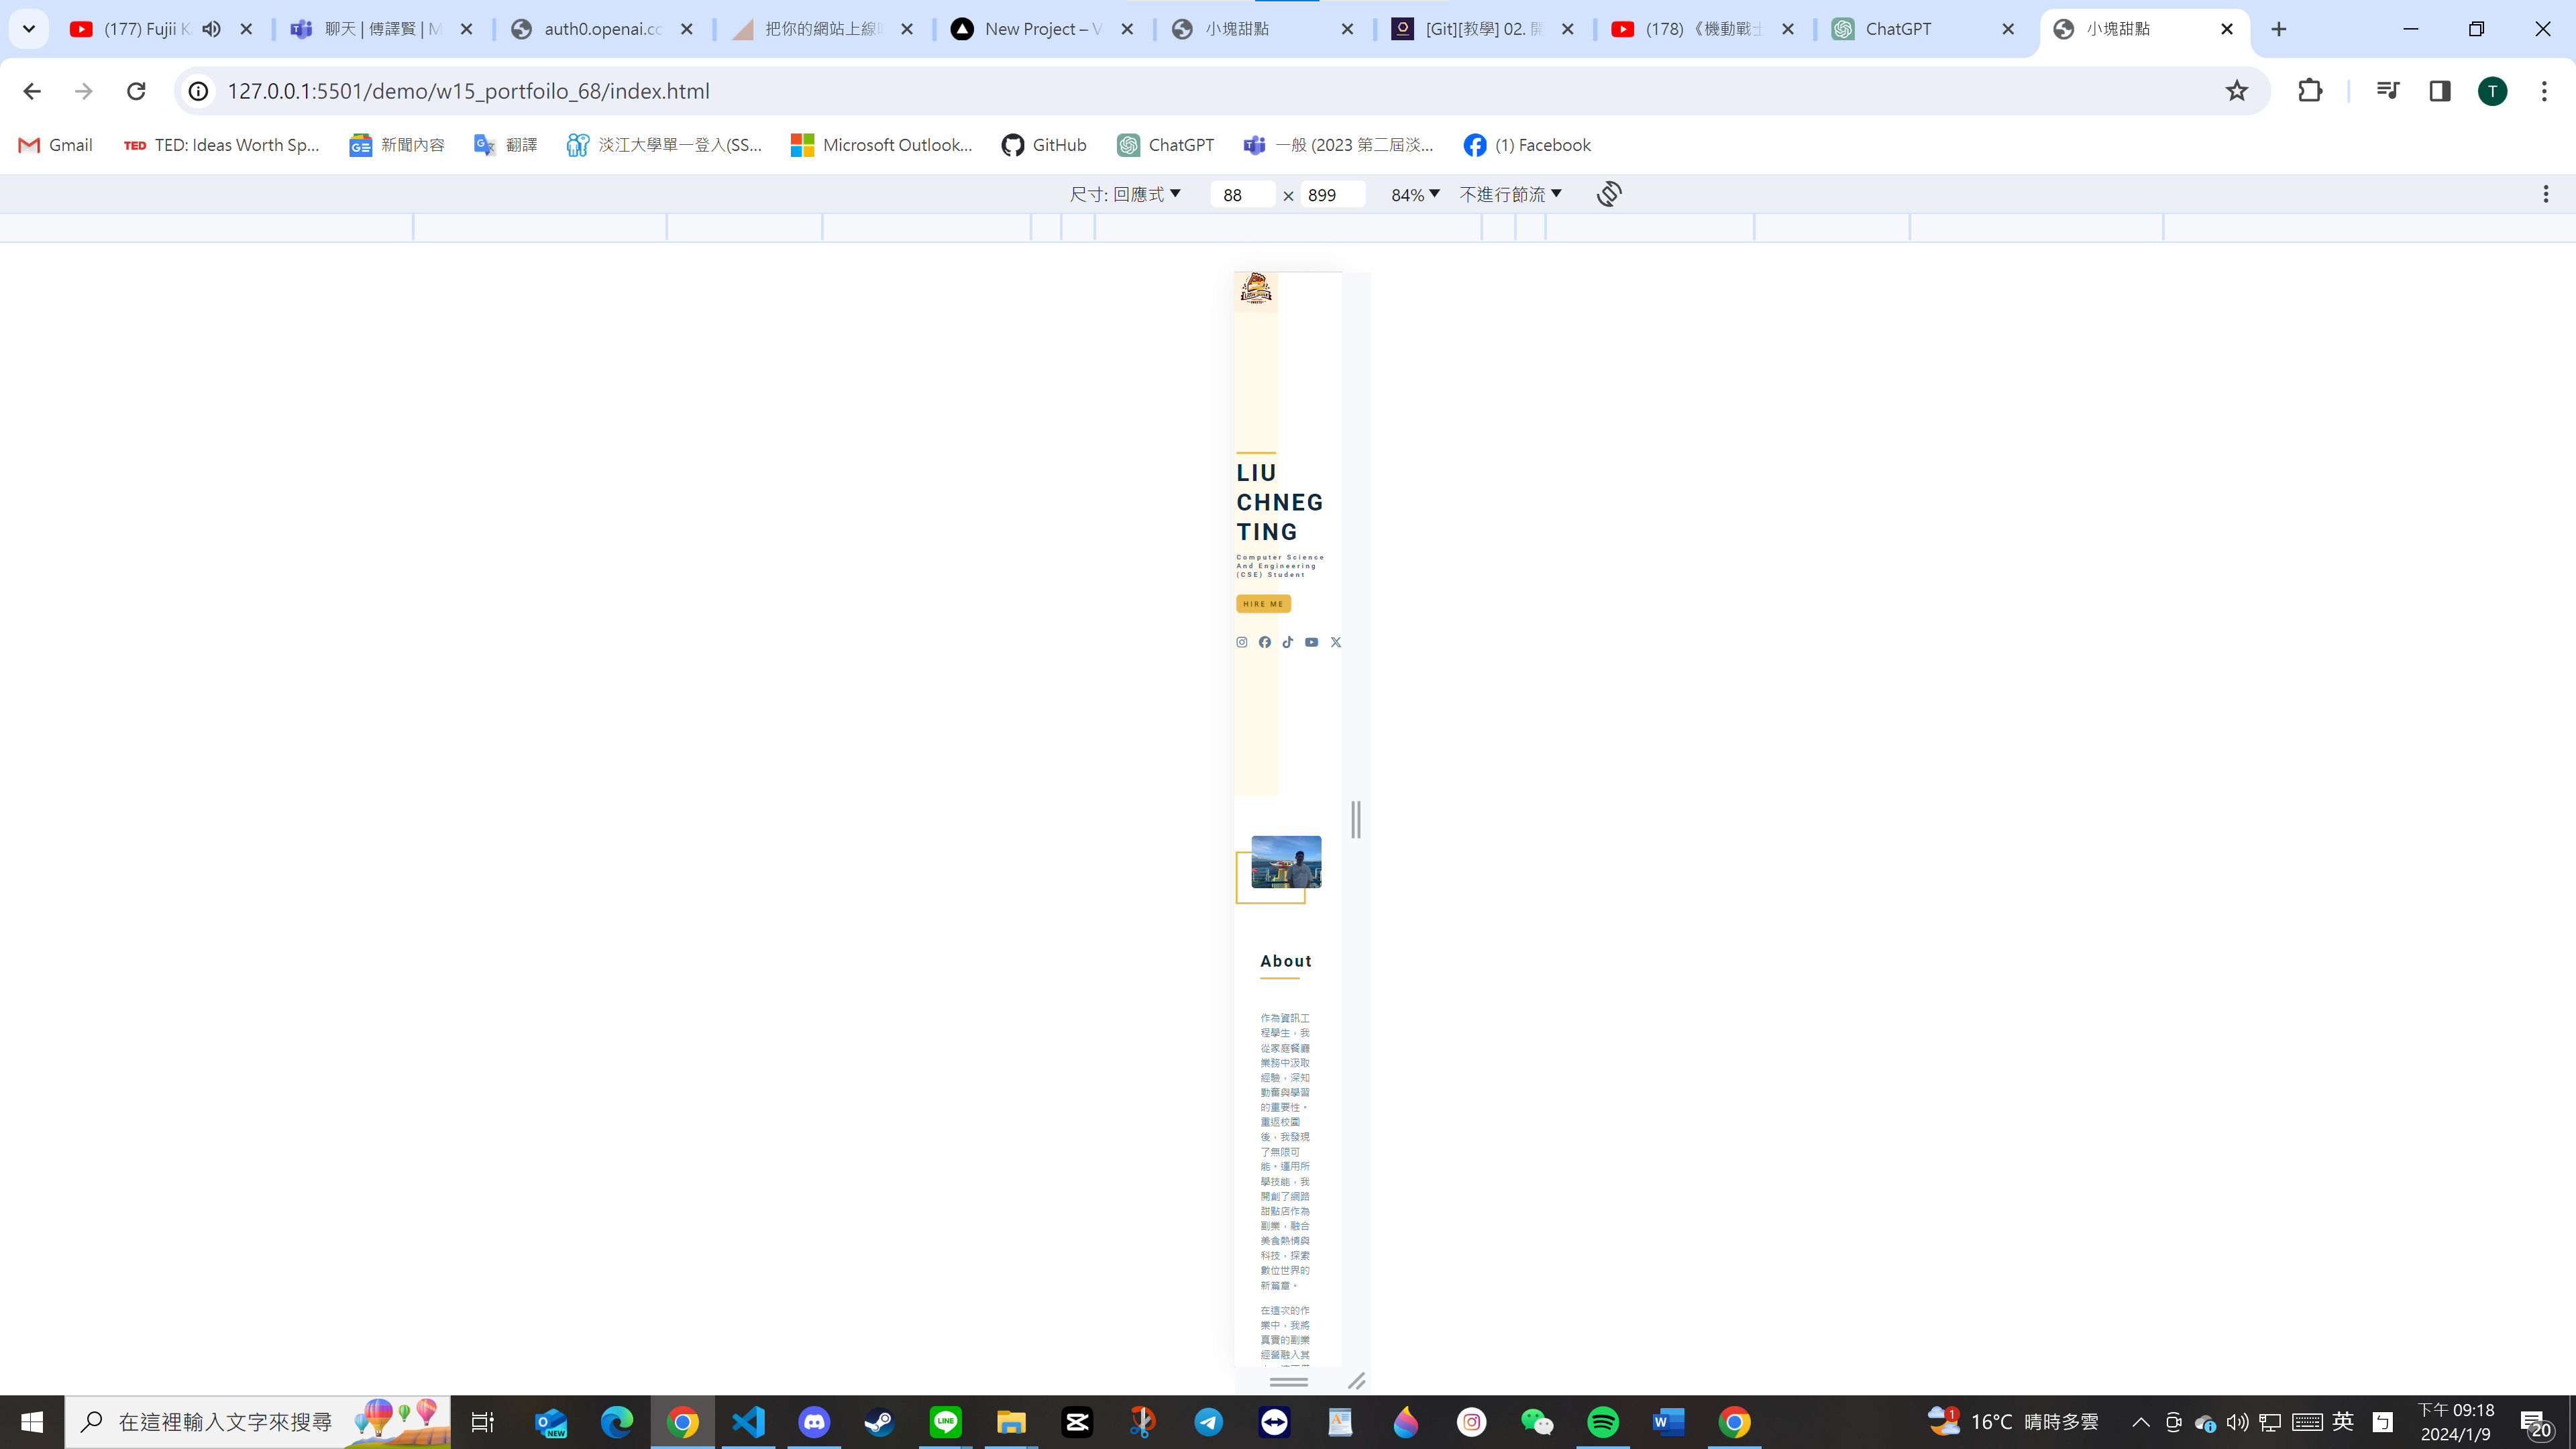 (177) Fujii K
聊天 | 傅譯賢 | M
auth0.openai.co
把你的網站上線
New Project – V
小塊甜點
[Git][教學] 02. 開
(178) 《機動戰士
ChatGPT
小塊甜點
127.0.0.1:5501/demo/w15_portfoilo_68/index.html
T
Gmail
TED TED: Ideas Worth Sp...
新聞內容
翻譯
淡江大學單一登入(SS...
Microsoft Outlook...
GitHub
ChatGPT
一般 (2023 第二屆淡...
(1) Facebook
尺寸: 回應式
88 × 899
84%
不進行節流
LIU
CHNEG
TING
Computer Science
And Engineering
(CSE) Student
HIRE ME
About
作為資訊工
程學生，我
從家庭餐廳
業務中汲取
經驗，深知
勤奮與學習
的重要性。
重返校園
後，我發現
了無限可
能。運用所
學技能，我
開創了網路
甜點店作為
副業，融合
美食熱情與
科技，探索
數位世界的
新篇章。
在這次的作
業中，我將
真實的副業
經營融入其
在這裡輸入文字來搜尋
NEW
LINE
1
16°C 晴時多雲
英
下午 09:18
2024/1/9
20